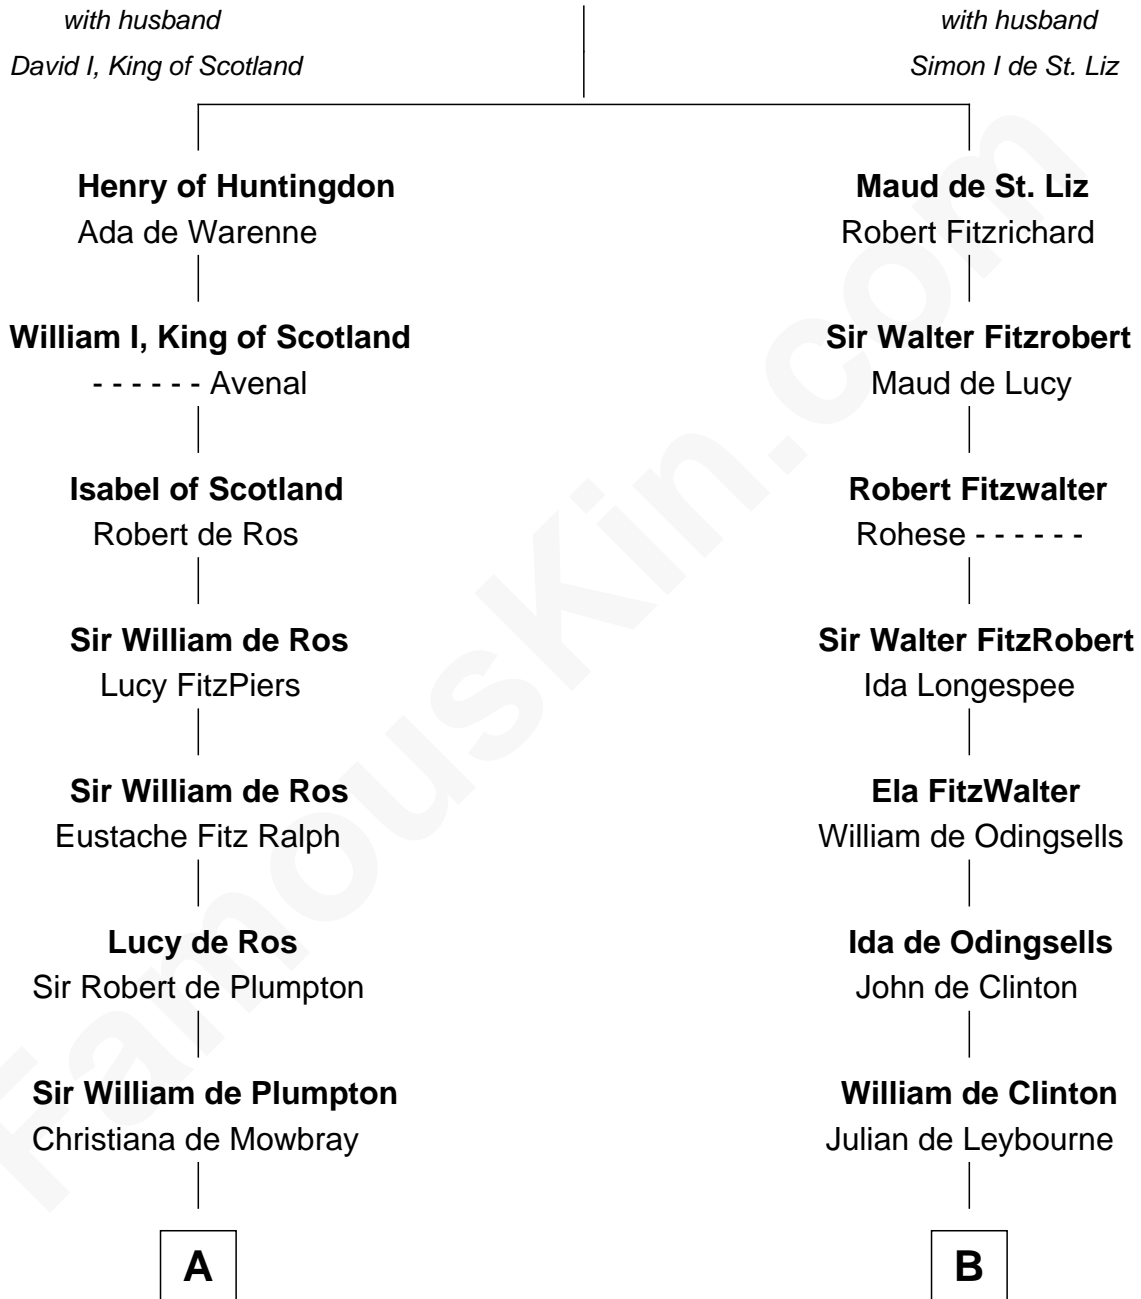 with husband
David I, King of Scotland
with husband
Simon I de St. Liz
Henry of Huntingdon
Ada de Warenne
Maud de St. Liz
Robert Fitzrichard
William I, King of Scotland
- - - - - - Avenal
Sir Walter Fitzrobert
Maud de Lucy
Isabel of Scotland
Robert de Ros
Robert Fitzwalter
Rohese - - - - - -
Sir William de Ros
Lucy FitzPiers
Sir Walter FitzRobert
Ida Longespee
Sir William de Ros
Eustache Fitz Ralph
Ela FitzWalter
William de Odingsells
Lucy de Ros
Sir Robert de Plumpton
Ida de Odingsells
John de Clinton
Sir William de Plumpton
Christiana de Mowbray
William de Clinton
Julian de Leybourne
A
B
FamousKin.com